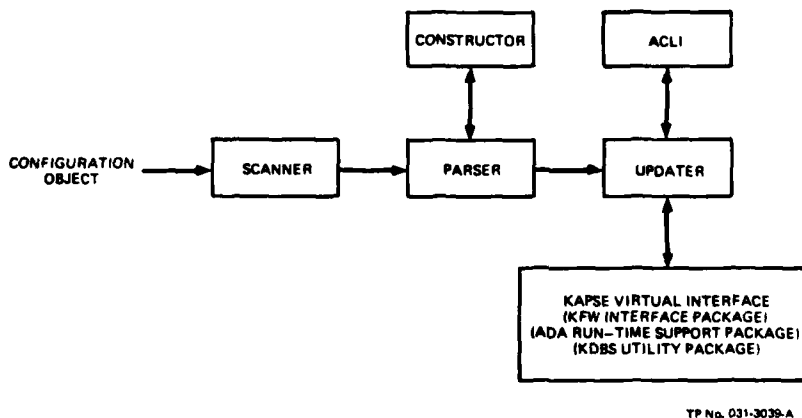 CONSTRUCTOR
ACLI
CONFIGURATION
OBJECT
SCANNER
PARSER
UPDATER
KAPSE VIRTUAL INTERFACE
(KFW INTERFACE PACKAGE)
(ADA RUN-TIME SUPPORT PACKAGE)
(KDBS UTILITY PACKAGE)
TP No. 031-3039-A